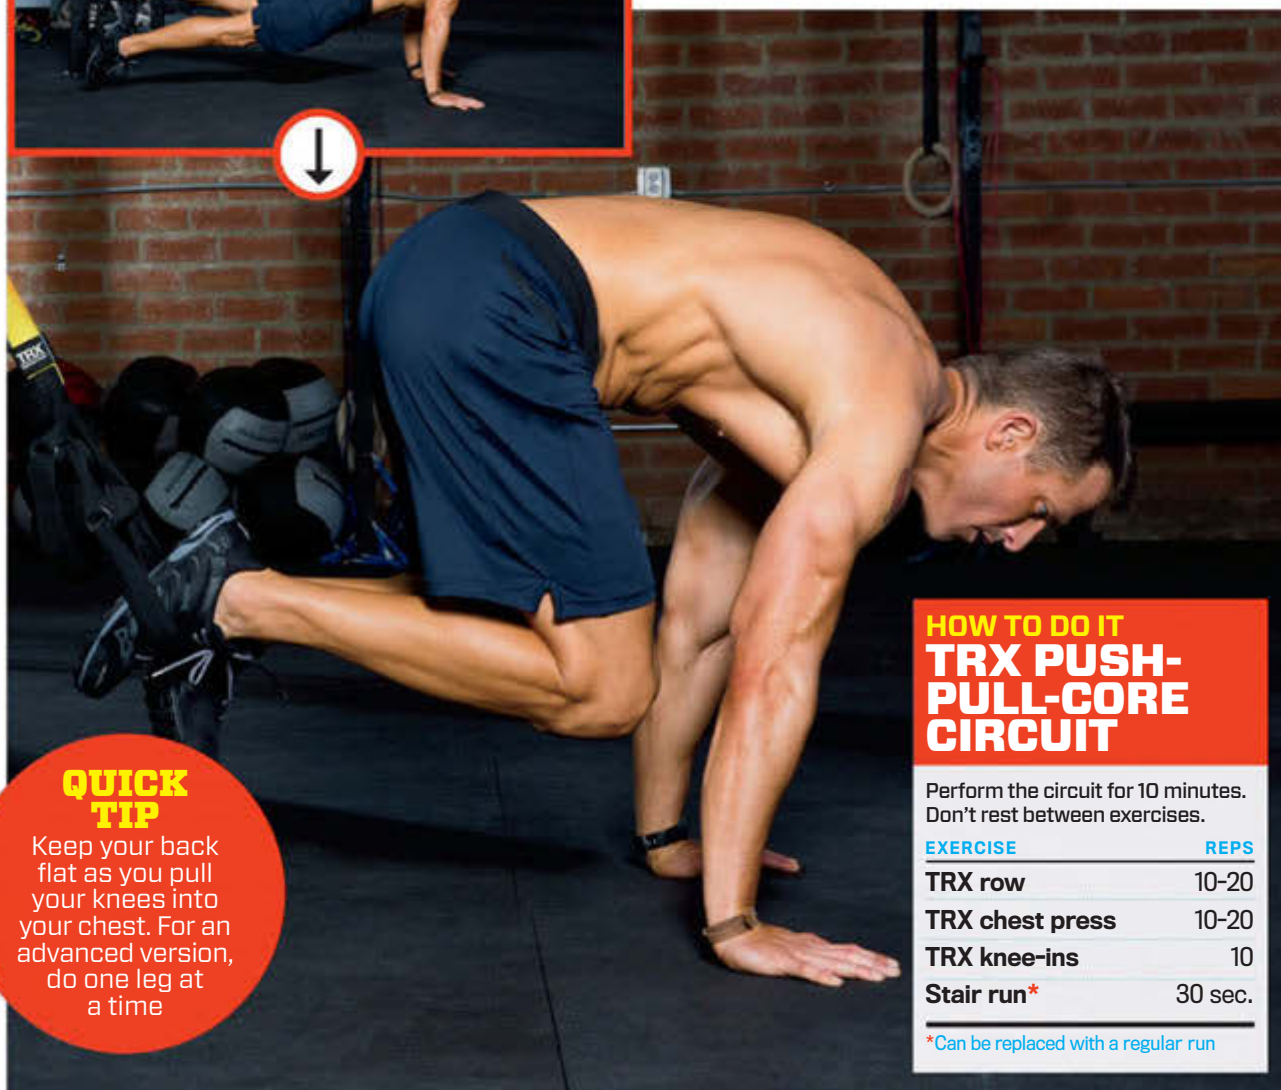 TRX
QUICK
TIP
Keep your back
flat as you pull
your knees into
your chest. For an
advanced version,
do one leg at
a time
HOW TO DO IT
TRX PUSH-
PULL-CORE
CIRCUIT
Perform the circuit for 10 minutes.
Don't rest between exercises.
EXERCISE REPS
TRX row 10-20
TRX chest press 10-20
TRX knee-ins 10
Stair run* 30 sec.
*Can be replaced with a regular run